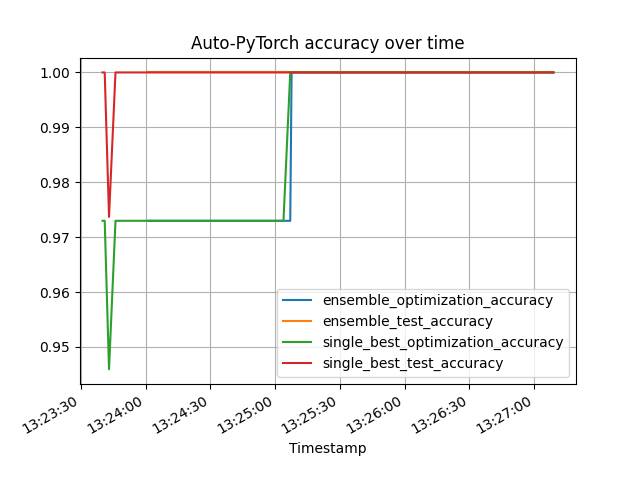 Auto-PyTorch accuracy over time
1.00
0.99
0.98
0.97
0.96
0.95
ensemble_optimization_accuracy
ensemble_test_accuracy
single_best_optimization_accuracy
single_best_test_accuracy
13:23:30
13:24:00
13:24:30
13:25:00
13:25:30
13:26:00
13:26:30
13:27:00
Timestamp